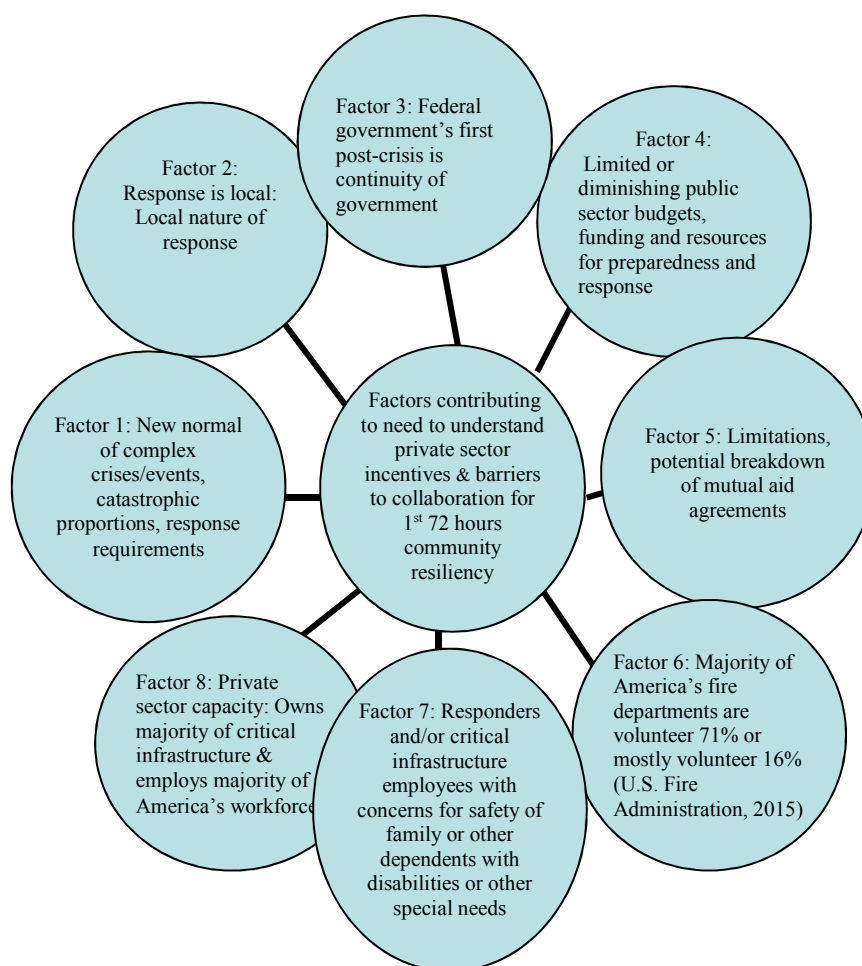 Factor 3: Federal
government's first
post-crisis is
continuity of
government
Factor 4:
Limited or
diminishing public
sector budgets,
funding and resources
for preparedness and
response
Factor 2:
Response is local:
Local nature of
response
Factors contributing
to need to understand
private sector
incentives & barriers
to collaboration for
1st 72 hours
community
resiliency
Factor 1: New normal
of complex
crises/events,
catastrophic
proportions, response
requirements
Factor 5: Limitations,
potential breakdown
of mutual aid
agreements
Factor 8: Private
sector capacity: Owns
majority of critical
infrastructure &
employs majority of
America's workforce
Factor 7: Responders
and/or critical
infrastructure
employees with
concerns for safety of
family or other
dependents with
disabilities or other
special needs
Factor 6: Majority of
America's fire
departments are
volunteer 71% or
mostly volunteer 16%
(U.S. Fire
Administration, 2015)